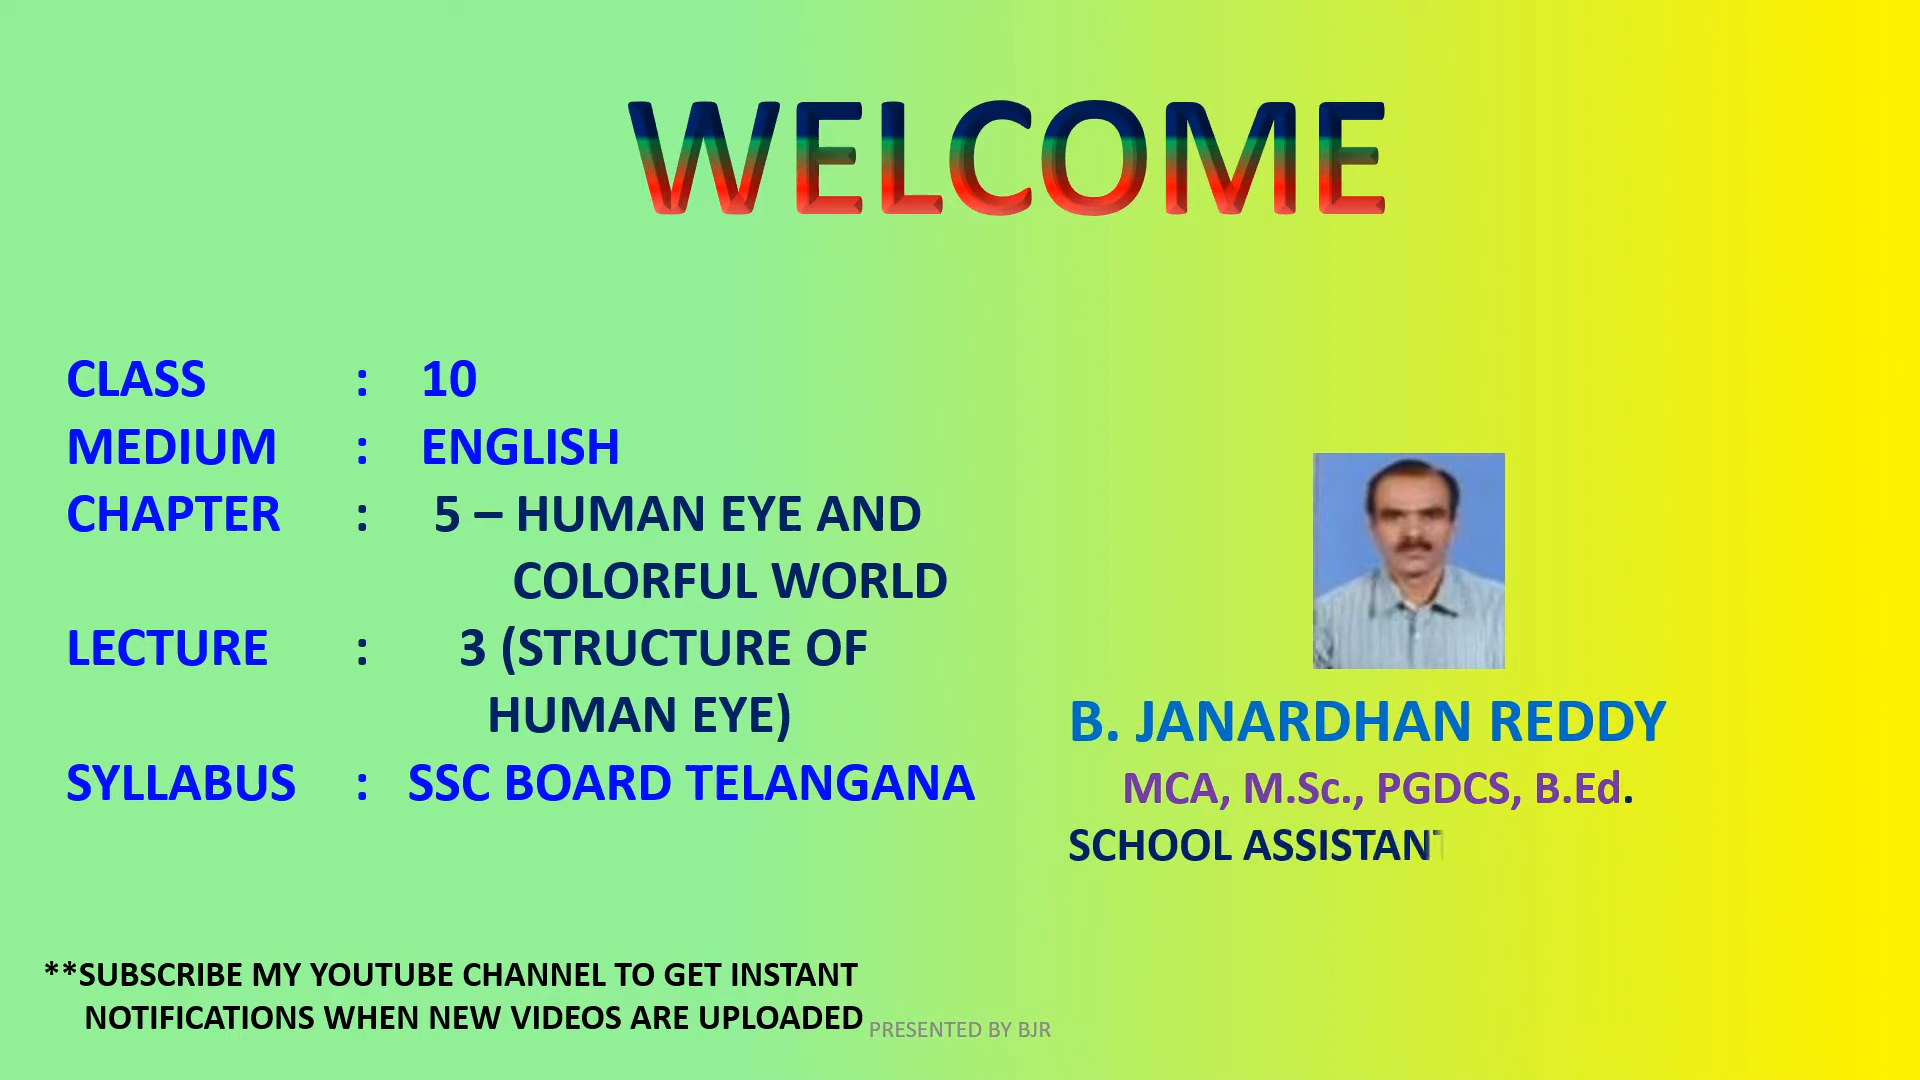 WELCOME
CLASS : 10
MEDIUM : ENGLISH
CHAPTER : 5 – HUMAN EYE AND
COLORFUL WORLD
LECTURE : 3 (STRUCTURE OF
HUMAN EYE)
SYLLABUS : SSC BOARD TELANGANA
B. JANARDHAN REDDY
MCA, M.Sc., PGDCS, B.Ed.
SCHOOL ASSISTANT
**SUBSCRIBE MY YOUTUBE CHANNEL TO GET INSTANT
NOTIFICATIONS WHEN NEW VIDEOS ARE UPLOADED
PRESENTED BY BJR